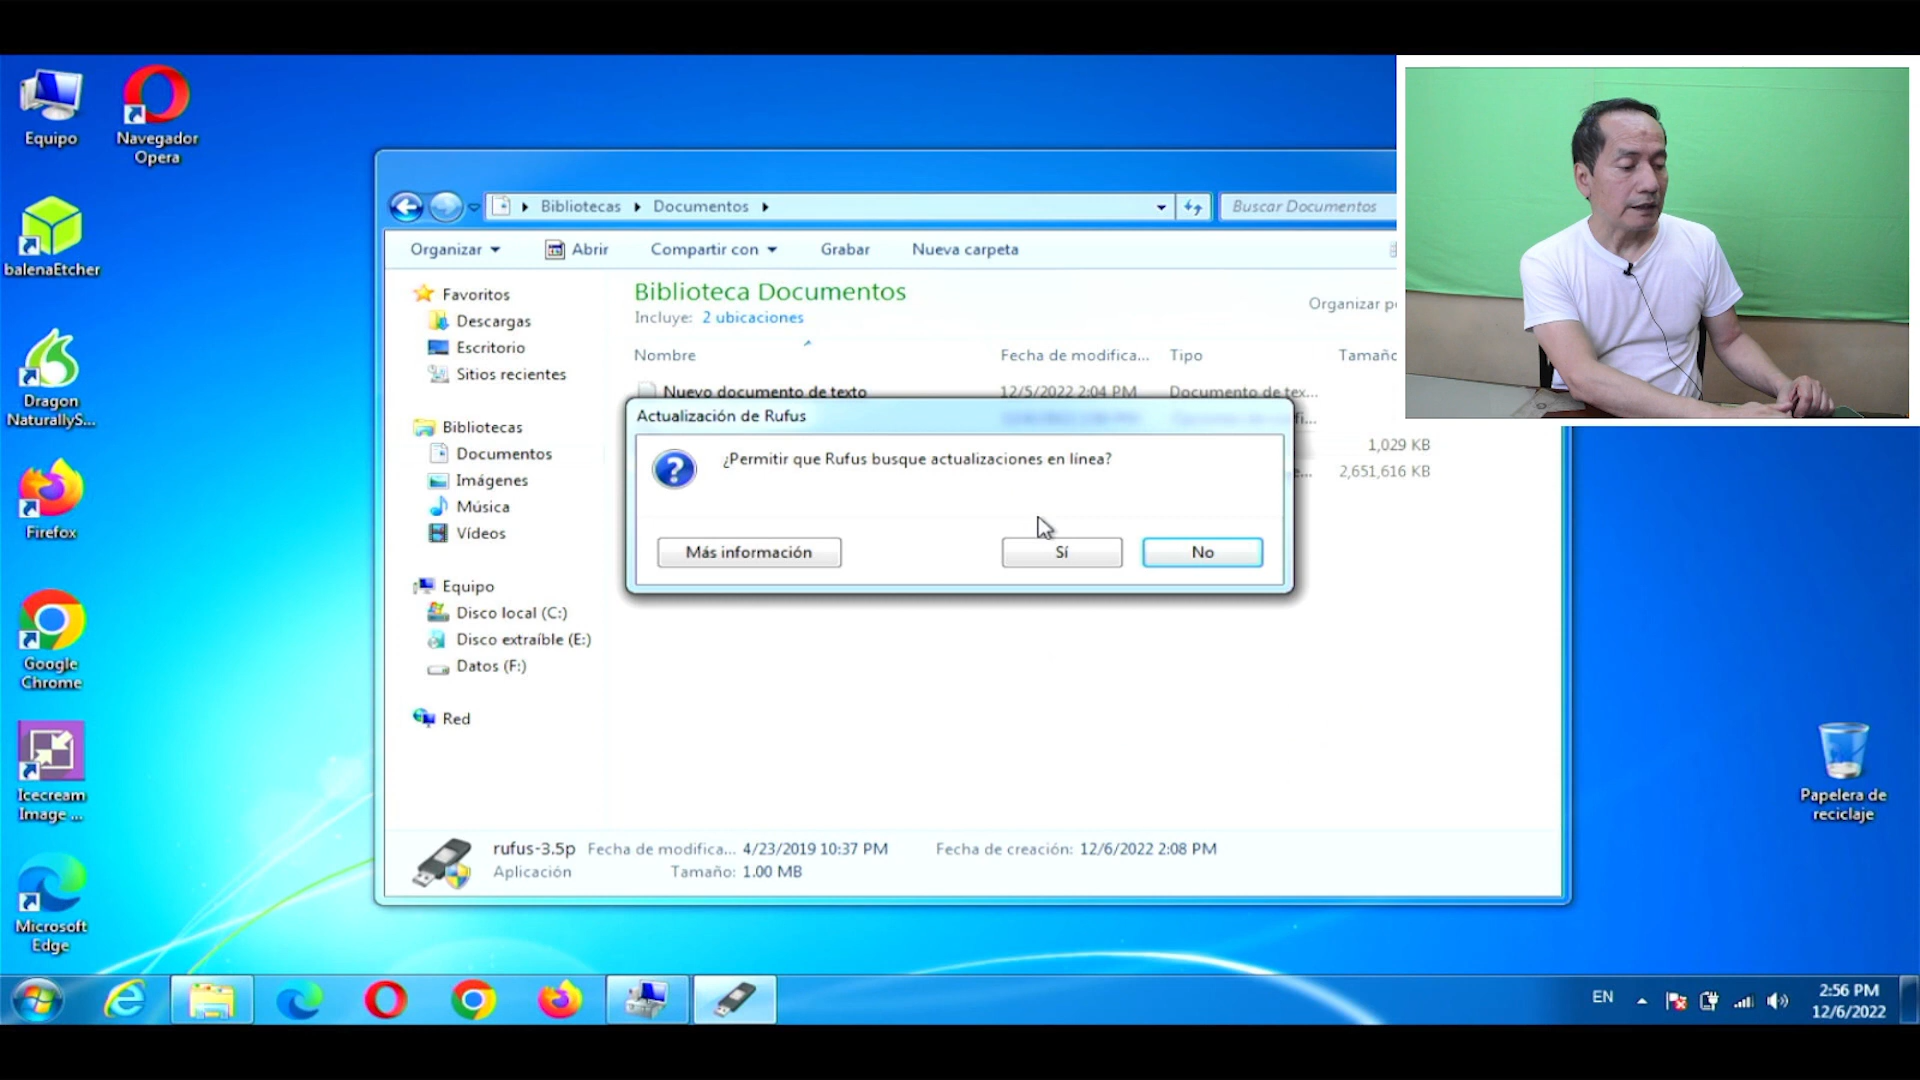 Equipo
Navegador
Opera
balenaEtcher
Dragon
NaturallyS...
Firefox
Google
Chrome
Icecream
Image ...
Microsoft
Edge
Bibliotecas
Documentos
Buscar Documentos
Organizar
Abrir
Compartir con
Grabar
Nueva carpeta
Favoritos
Descargas
Escritorio
Sitios recientes
Bibliotecas
Documentos
Imágenes
Música
Vídeos
Equipo
Disco local (C:)
Disco extraíble (E:)
Datos (F:)
Red
Biblioteca Documentos
Incluye: 2 ubicaciones
Organizar
Nombre
Fecha de modifica...
Tipo
Tamaño
Nuevo documento de texto
12/5/2022 2:04 PM
Documento de tex...
1,029 KB
2,651,616 KB
Actualización de Rufus
¿Permitir que Rufus busque actualizaciones en línea?
Más información
Sí
No
rufus-3.5p
Fecha de modifica... 4/23/2019 10:37 PM
Fecha de creación: 12/6/2022 2:08 PM
Aplicación
Tamaño: 1.00 MB
Papelera de
reciclaje
EN
2:56 PM
12/6/2022